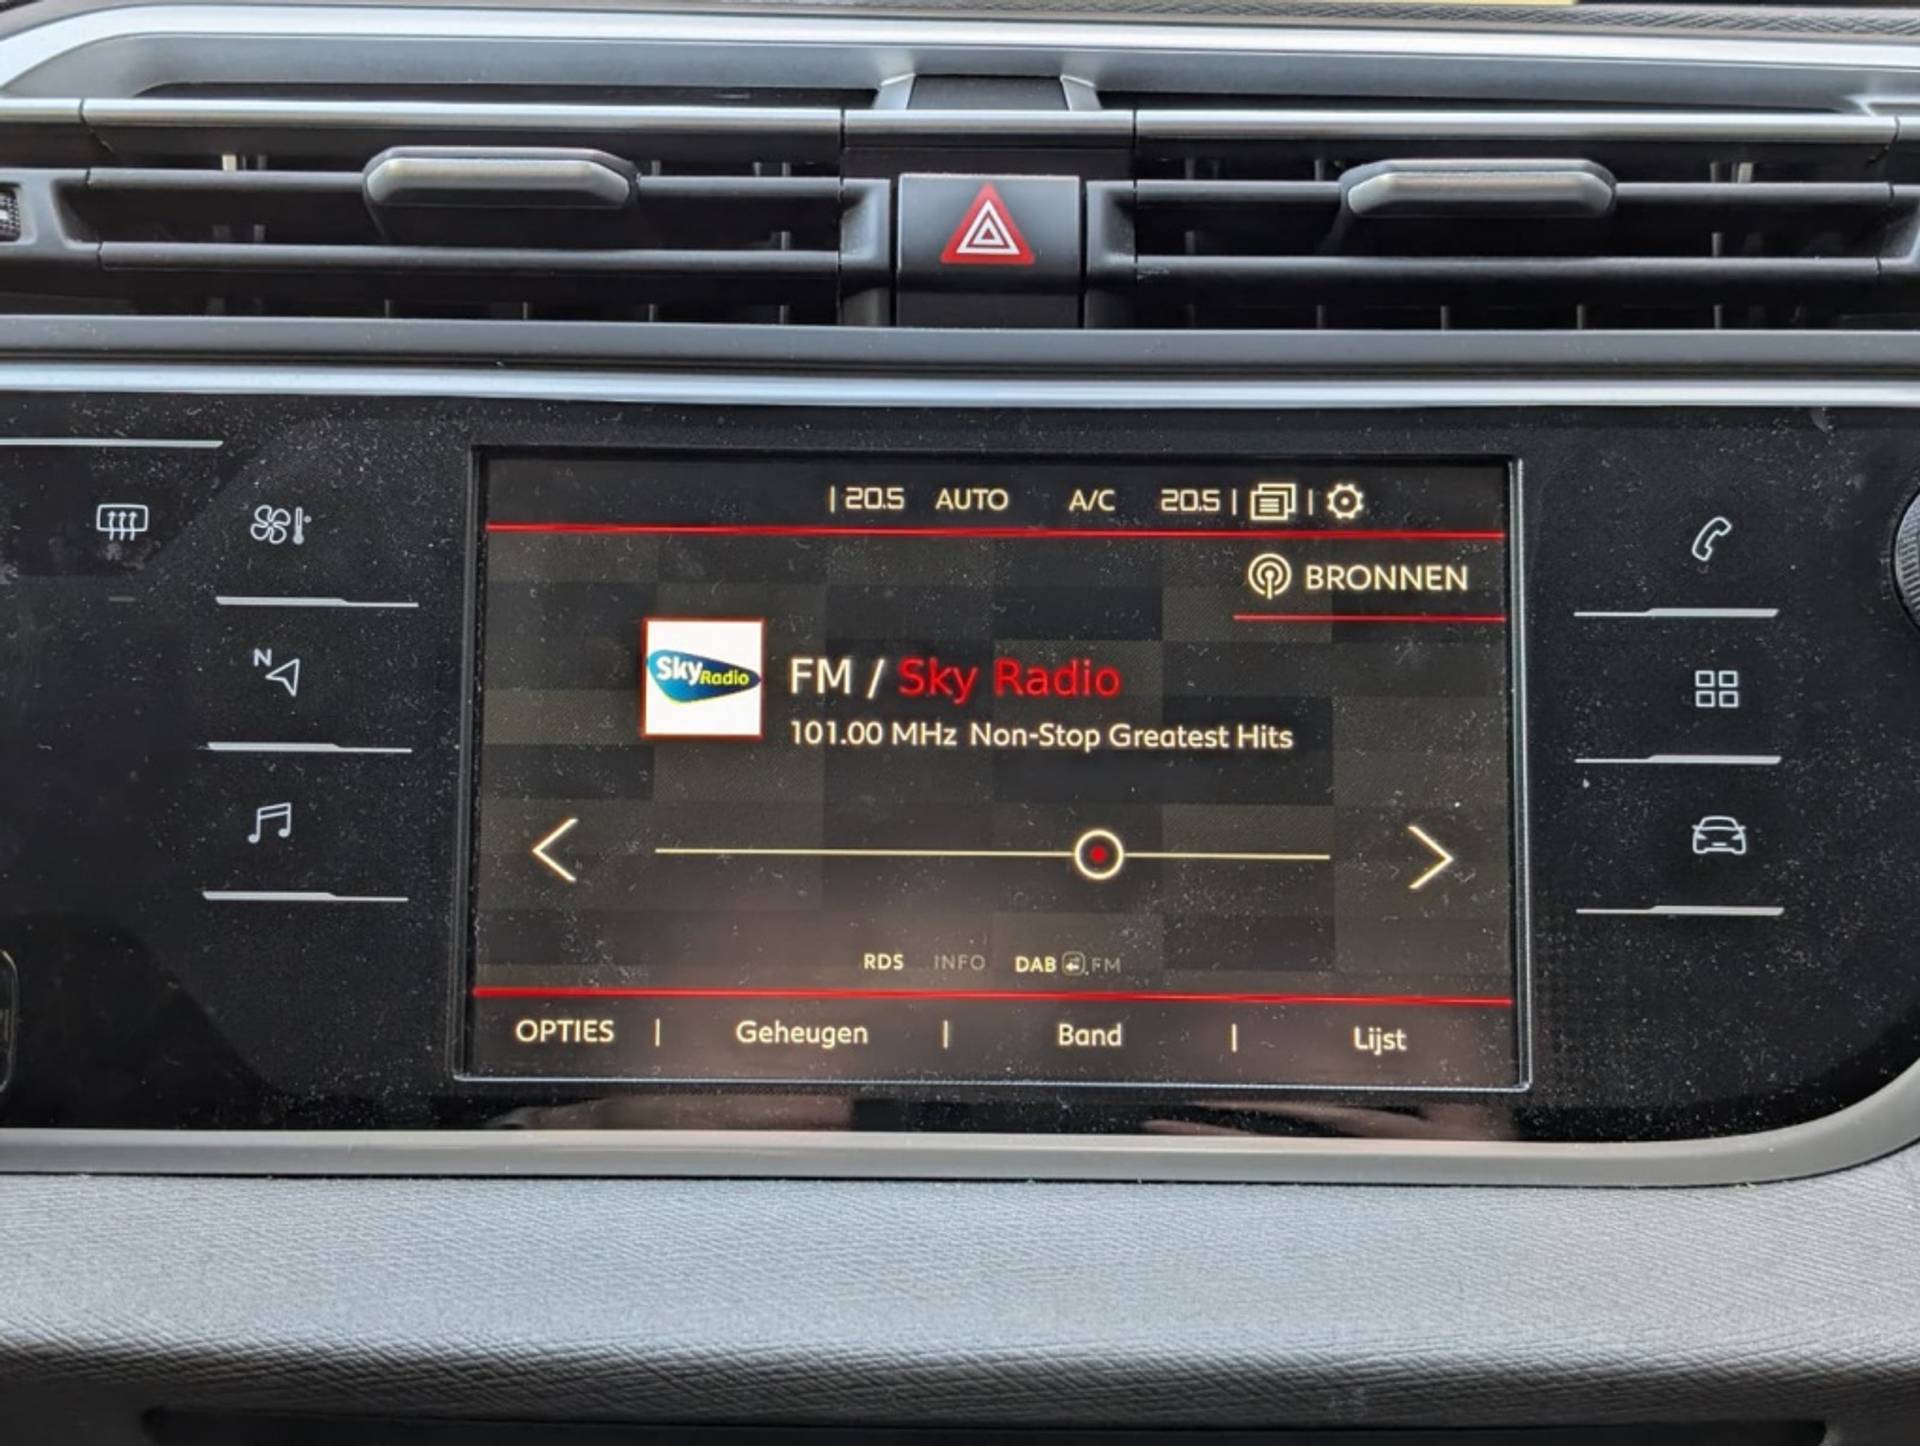 | 20.5 AUTO A/C 20.5 | |
BRONNEN
Sky Radio
FM / Sky Radio
101.00 MHz Non-Stop Greatest Hits
N
RDS INFO DAB FM
OPTIES | Geheugen | Band | Lijst